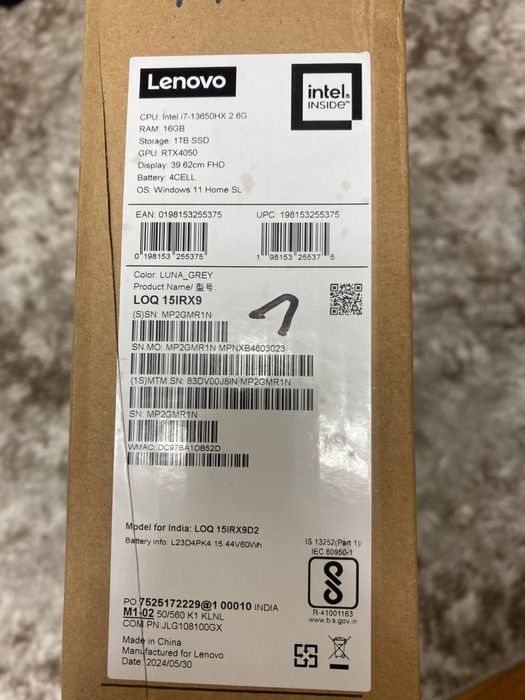 Lenovo
intel.
INSIDE™
CPU: Intel i7-13650HX 2.6G
RAM: 16GB
Storage: 1TB SSD
GPU: RTX4050
Display: 39.62cm FHD
Battery: 4CELL
OS: Windows 11 Home SL
EAN: 0198153255375
UPC: 198153255375
0 198153 255375
1 98153 25537 5
Color: LUNA_GREY
Product Name/ 型号:
LOQ 15IRX9
(S)SN: MP2GMR1N
SN MO: MP2GMR1N MPNXB4603023
(1S)MTM SN: 83DV00J8IN MP2GMR1N
SN: MP2GMR1N
WMAC: DC97BA1D852D
Model for India: LOQ 15IRX9D2
Battery info: L23D4PK4 15.44V60Wh
IS 13252(Part 1)/
IEC 60950-1
R-41001163
www.bis.gov.in
PO:7525172229@1 00010 INDIA
M1-02 50/560 K1 KLNL
COM PN:JLG108100GX
Made in China
Manufactured for Lenovo
Date: 2024/05/30